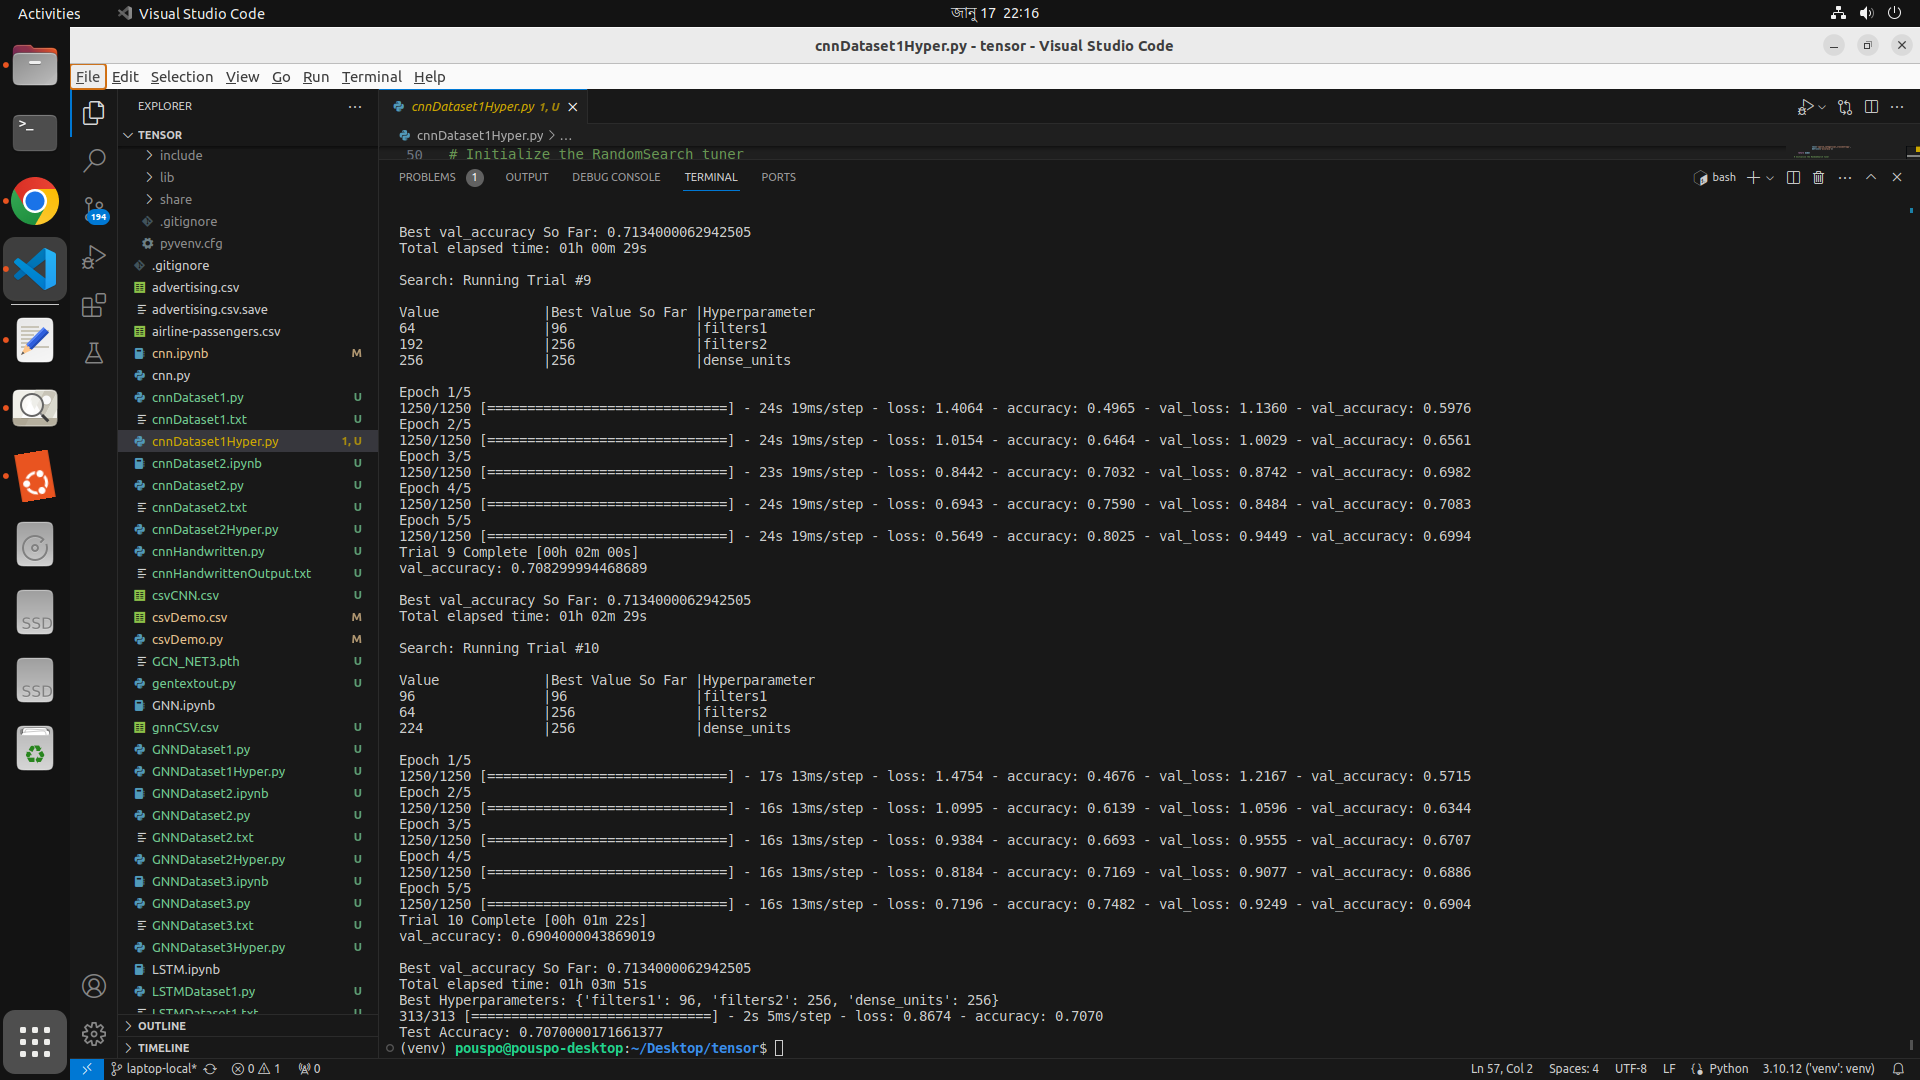 Activities
Visual Studio Code
জানু 17 22:16
cnnDataset1Hyper.py - tensor - Visual Studio Code
File Edit Selection View Go Run Terminal Help
EXPLORER
cnnDataset1Hyper.py 1, U
TENSOR
cnnDataset1Hyper.py > ...
50 # Initialize the RandomSearch tuner
include
lib
share
.gitignore
pyvenv.cfg
.gitignore
advertising.csv
advertising.csv.save
airline-passengers.csv
cnn.ipynb M
cnn.py
cnnDataset1.py U
cnnDataset1.txt U
cnnDataset1Hyper.py 1, U
cnnDataset2.ipynb U
cnnDataset2.py U
cnnDataset2.txt U
cnnDataset2Hyper.py U
cnnHandwritten.py U
cnnHandwrittenOutput.txt U
csvCNN.csv U
csvDemo.csv M
csvDemo.py M
GCN_NET3.pth U
gentextout.py U
GNN.ipynb
gnnCSV.csv U
GNNDataset1.py U
GNNDataset1Hyper.py U
GNNDataset2.ipynb U
GNNDataset2.py U
GNNDataset2.txt U
GNNDataset2Hyper.py U
GNNDataset3.ipynb U
GNNDataset3.py U
GNNDataset3.txt U
GNNDataset3Hyper.py U
LSTM.ipynb
LSTMDataset1.py U
LSTMDataset1.txt U
OUTLINE
TIMELINE
194
SSD
SSD
PROBLEMS 1 OUTPUT DEBUG CONSOLE TERMINAL PORTS
bash
Best val_accuracy So Far: 0.7134000062942505
Total elapsed time: 01h 00m 29s
Search: Running Trial #9
Value |Best Value So Far |Hyperparameter
64 |96 |filters1
192 |256 |filters2
256 |256 |dense_units
Epoch 1/5
1250/1250 [==============================] - 24s 19ms/step - loss: 1.4064 - accuracy: 0.4965 - val_loss: 1.1360 - val_accuracy: 0.5976
Epoch 2/5
1250/1250 [==============================] - 24s 19ms/step - loss: 1.0154 - accuracy: 0.6464 - val_loss: 1.0029 - val_accuracy: 0.6561
Epoch 3/5
1250/1250 [==============================] - 23s 19ms/step - loss: 0.8442 - accuracy: 0.7032 - val_loss: 0.8742 - val_accuracy: 0.6982
Epoch 4/5
1250/1250 [==============================] - 24s 19ms/step - loss: 0.6943 - accuracy: 0.7590 - val_loss: 0.8484 - val_accuracy: 0.7083
Epoch 5/5
1250/1250 [==============================] - 24s 19ms/step - loss: 0.5649 - accuracy: 0.8025 - val_loss: 0.9449 - val_accuracy: 0.6994
Trial 9 Complete [00h 02m 00s]
val_accuracy: 0.708299994468689
Best val_accuracy So Far: 0.7134000062942505
Total elapsed time: 01h 02m 29s
Search: Running Trial #10
Value |Best Value So Far |Hyperparameter
96 |96 |filters1
64 |256 |filters2
224 |256 |dense_units
Epoch 1/5
1250/1250 [==============================] - 17s 13ms/step - loss: 1.4754 - accuracy: 0.4676 - val_loss: 1.2167 - val_accuracy: 0.5715
Epoch 2/5
1250/1250 [==============================] - 16s 13ms/step - loss: 1.0995 - accuracy: 0.6139 - val_loss: 1.0596 - val_accuracy: 0.6344
Epoch 3/5
1250/1250 [==============================] - 16s 13ms/step - loss: 0.9384 - accuracy: 0.6693 - val_loss: 0.9555 - val_accuracy: 0.6707
Epoch 4/5
1250/1250 [==============================] - 16s 13ms/step - loss: 0.8184 - accuracy: 0.7169 - val_loss: 0.9077 - val_accuracy: 0.6886
Epoch 5/5
1250/1250 [==============================] - 16s 13ms/step - loss: 0.7196 - accuracy: 0.7482 - val_loss: 0.9249 - val_accuracy: 0.6904
Trial 10 Complete [00h 01m 22s]
val_accuracy: 0.6904000043869019
Best val_accuracy So Far: 0.7134000062942505
Total elapsed time: 01h 03m 51s
Best Hyperparameters: {'filters1': 96, 'filters2': 256, 'dense_units': 256}
313/313 [==============================] - 2s 5ms/step - loss: 0.8674 - accuracy: 0.7070
Test Accuracy: 0.7070000171661377
(venv) pouspo@pouspo-desktop:~/Desktop/tensor$
laptop-local* 0 1 0
Ln 57, Col 2 Spaces: 4 UTF-8 LF Python 3.10.12 ('venv': venv)